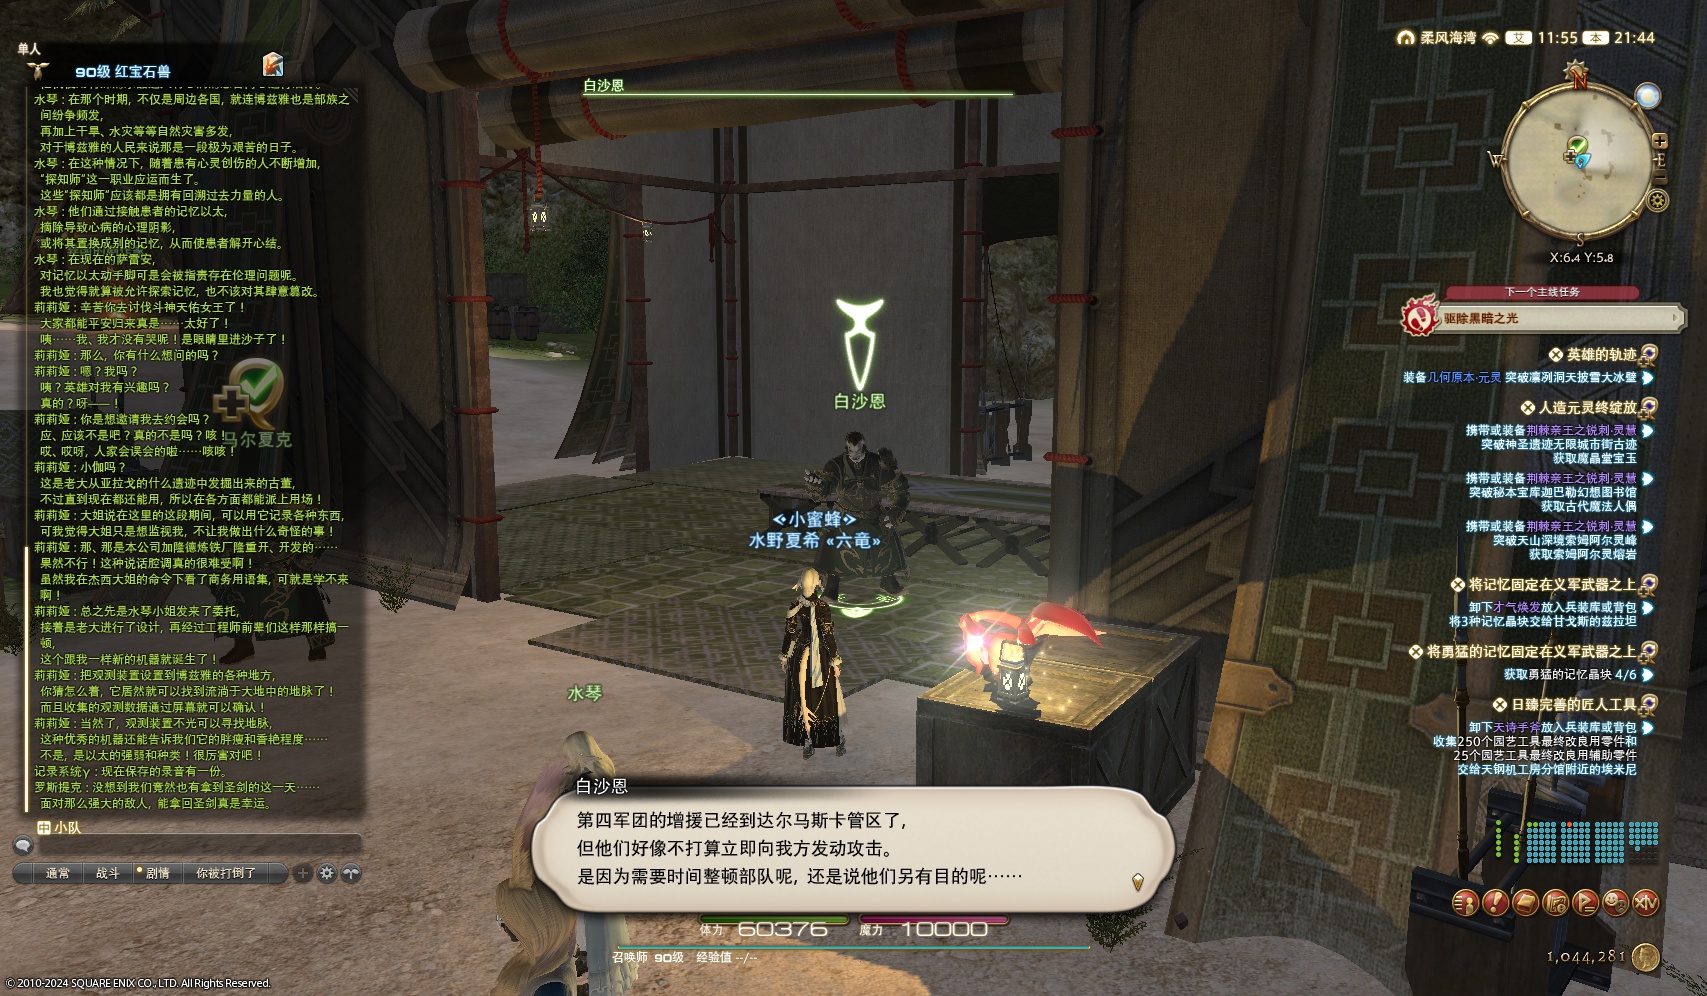 单人
90级 红宝石兽
水琴：在那个时期，不仅是周边各国，就连博兹雅也是部族之
间纷争频发，
再加上干旱、水灾等等自然灾害多发，
对于博兹雅的人民来说那是一段极为艰苦的日子。
水琴：在这种情况下，随着患有心灵创伤的人不断增加，
“探知师”这一职业应运而生了。
这些“探知师”应该都是拥有回溯过去力量的人。
水琴：他们通过接触患者的记忆以太，
摘除导致心病的心理阴影，
或将其置换成别的记忆，从而使患者解开心结。
水琴：在现在的萨雷安，
对记忆以太动手脚可是会被指责存在伦理问题呢。
我也觉得就算被允许探索记忆，也不该对其肆意篡改。
莉莉娅：辛苦你去讨伐斗神天佑女王了！
大家都能平安归来真是……太好了！
咦……我、我才没有哭呢！是眼睛里进沙子了！
莉莉娅：那么，你有什么想问的吗？
莉莉娅：嗯？我吗？
咦？英雄对我有兴趣吗？
真的？呀——！
莉莉娅：你是想邀请我去约会吗？
应、应该不是吧？真的不是吗？咳！
哎、哎呀，人家会误会的啦……咳咳！
莉莉娅：小伽吗？
这是老大从亚拉戈的什么遗迹中发掘出来的古董，
不过直到现在都还能用，所以在各方面都能派上用场！
莉莉娅：大姐说在这里的这段期间，可以用它记录各种东西，
可我觉得大姐只是想监视我，不让我做出什么奇怪的事！
莉莉娅：那、那是本公司加隆德炼铁厂隆重开、开发的……
果然不行！这种说话腔调真的很难受啊！
虽然我在杰西大姐的命令下看了商务用语集，可就是学不来
啊！
莉莉娅：总之先是水琴小姐发来了委托，
接着是老大进行了设计，再经过工程师前辈们这样那样搞一
顿，
这个跟我一样新的机器就诞生了！
莉莉娅：把观测装置设置到博兹雅的各种地方，
你猜怎么着，它居然就可以找到流淌于大地中的地脉了！
而且收集的观测数据通过屏幕就可以确认！
莉莉娅：当然了，观测装置不光可以寻找地脉，
这种优秀的机器还能告诉我们它的胖瘦和香艳程度……
不是，是以太的强弱和种类！很厉害对吧！
记录系统γ：现在保存的录音有一份。
罗斯提克：没想到我们竟然也有拿到圣剑的这一天……
面对那么强大的敌人，能拿回圣剑真是幸运。
中 小队
通常 战斗 剧情 你被打倒了
马尔夏克
白沙恩
白沙恩
小蜜蜂
水野夏希 «六竜»
水琴
白沙恩
第四军团的增援已经到达尔马斯卡管区了，
但他们好像不打算立即向我方发动攻击。
是因为需要时间整顿部队呢，还是说他们另有目的呢……
体力 60376 魔力 10000
召唤师 90级 经验值 --/--
柔风海湾 艾 11:55 本 21:44
N
W
E
S
X:6.4 Y:5.8
下一个主线任务
驱除黑暗之光
英雄的轨迹
装备几何原本·元灵 突破凛冽洞天披雪大冰壁
人造元灵终绽放
携带或装备荆棘亲王之锐刺·灵慧
突破神圣遗迹无限城市街古迹
获取魔晶堂宝玉
携带或装备荆棘亲王之锐刺·灵慧
突破秘本宝库迦巴勒幻想图书馆
获取古代魔法人偶
携带或装备荆棘亲王之锐刺·灵慧
突破天山深境索姆阿尔灵峰
获取索姆阿尔灵熔岩
将记忆固定在义军武器之上
卸下才气焕发放入兵装库或背包
将3种记忆晶块交给甘戈斯的兹拉坦
将勇猛的记忆固定在义军武器之上
获取勇猛的记忆晶块 4/6
日臻完善的匠人工具
卸下天诗手斧放入兵装库或背包
收集250个园艺工具最终改良用零件和
25个园艺工具最终改良用辅助零件
交给天钢机工房分馆附近的埃米尼
XIV
1,044,281
© 2010-2024 SQUARE ENIX CO., LTD. All Rights Reserved.